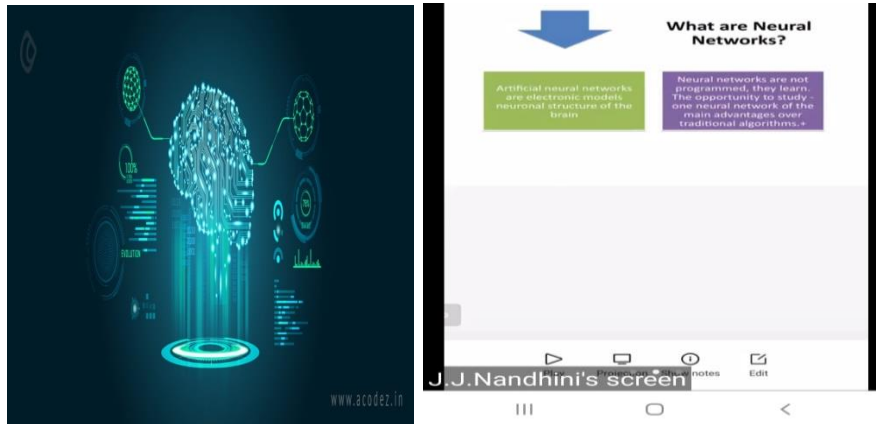 100%
EVOLUTION
www.acodez.in
What are Neural
Networks?
Artificial neural networks
are electronic models
neuronal structure of the
brain
Neural networks are not
programmed, they learn.
The opportunity to study -
one neural network of the
main advantages over
traditional algorithms.+
J.J.Nandhini's screen
notes
Edit